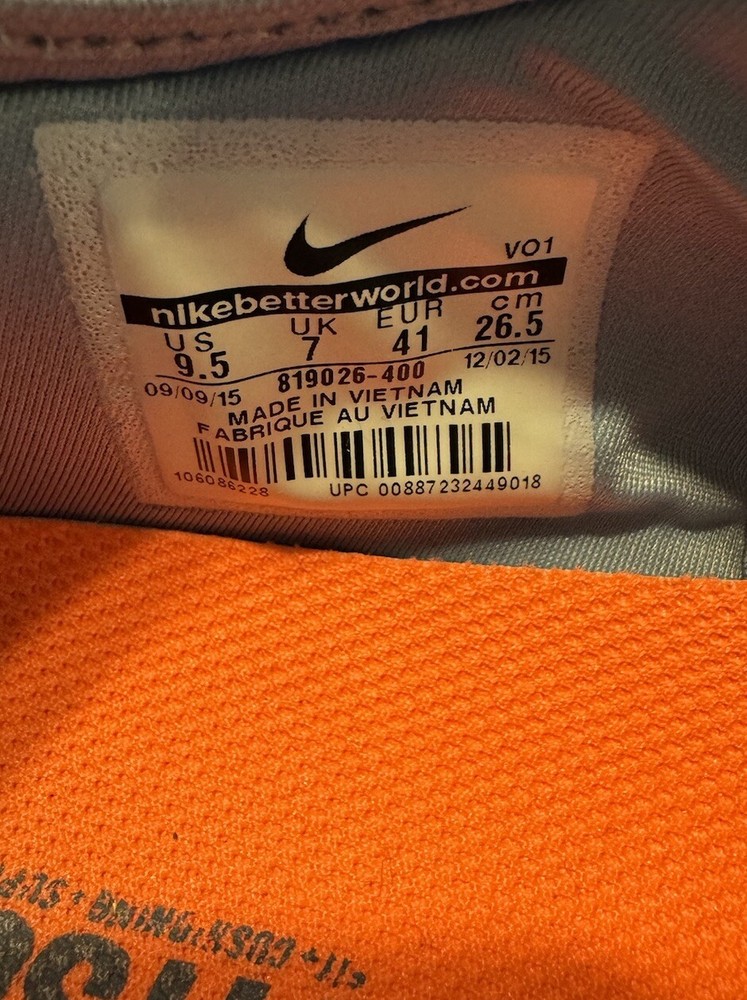 VO1
nikebetterworld.com
US UK EUR cm
9.5 7 41 26.5
09/09/15 819026-400 12/02/15
MADE IN VIETNAM
FABRIQUE AU VIETNAM
106086228 UPC 00887232449018